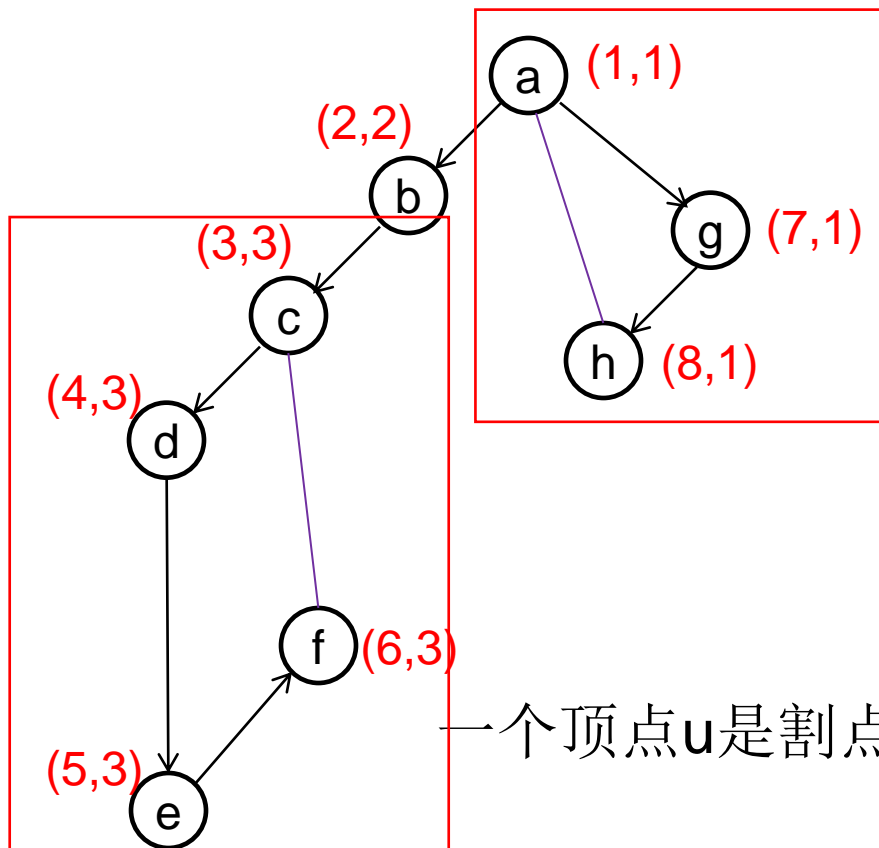 a (1,1)
(2,2)
b
g (7,1)
(3,3)
c
h (8,1)
(4,3)
d
f (6,3)
一个顶点u是割点
(5,3)
e